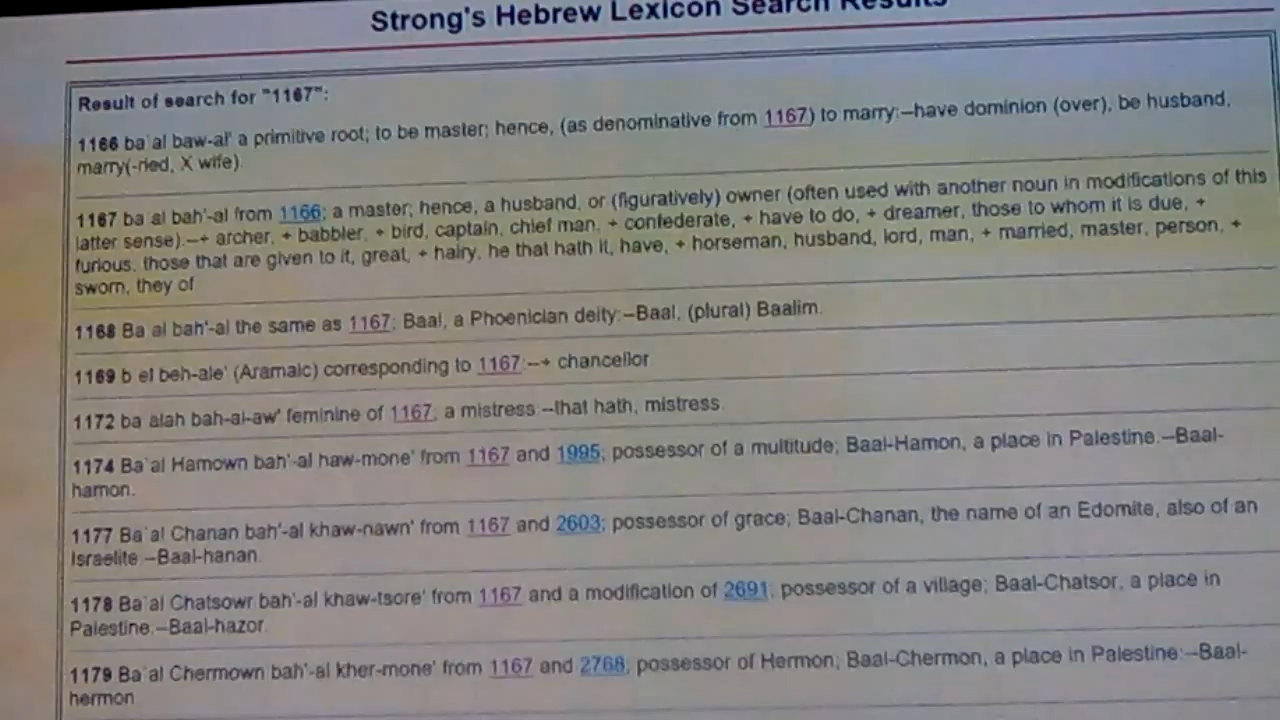 Strong's Hebrew Lexicon Search Results
Result of search for "1167":
1166 ba`al baw-al' a primitive root; to be master; hence, (as denominative from 1167) to marry:--have dominion (over), be husband,
marry(-ried, X wife).
1167 ba`al bah'-al from 1166; a master; hence, a husband, or (figuratively) owner (often used with another noun in modifications of this
latter sense):--+ archer, + babbler, + bird, captain, chief man, + confederate, + have to do, + dreamer, those to whom it is due, +
furious, those that are given to it, great, + hairy, he that hath it, have, + horseman, husband, lord, man, + married, master, person, +
sworn, they of
1168 Ba`al bah'-al the same as 1167; Baal, a Phoenician deity:--Baal, (plural) Baalim.
1169 b`el beh-ale' (Aramaic) corresponding to 1167:--+ chancellor
1172 ba`alah bah-al-aw' feminine of 1167; a mistress:--that hath, mistress.
1174 Ba`al Hamown bah'-al haw-mone' from 1167 and 1995; possessor of a multitude; Baal-Hamon, a place in Palestine.--Baal-
hamon.
1177 Ba`al Chanan bah'-al khaw-nawn' from 1167 and 2603; possessor of grace; Baal-Chanan, the name of an Edomite, also of an
Israelite.--Baal-hanan.
1178 Ba`al Chatsowr bah'-al khaw-tsore' from 1167 and a modification of 2691; possessor of a village; Baal-Chatsor, a place in
Palestine.--Baal-hazor.
1179 Ba`al Chermown bah'-al kher-mone' from 1167 and 2768; possessor of Hermon; Baal-Chermon, a place in Palestine:--Baal-
hermon.